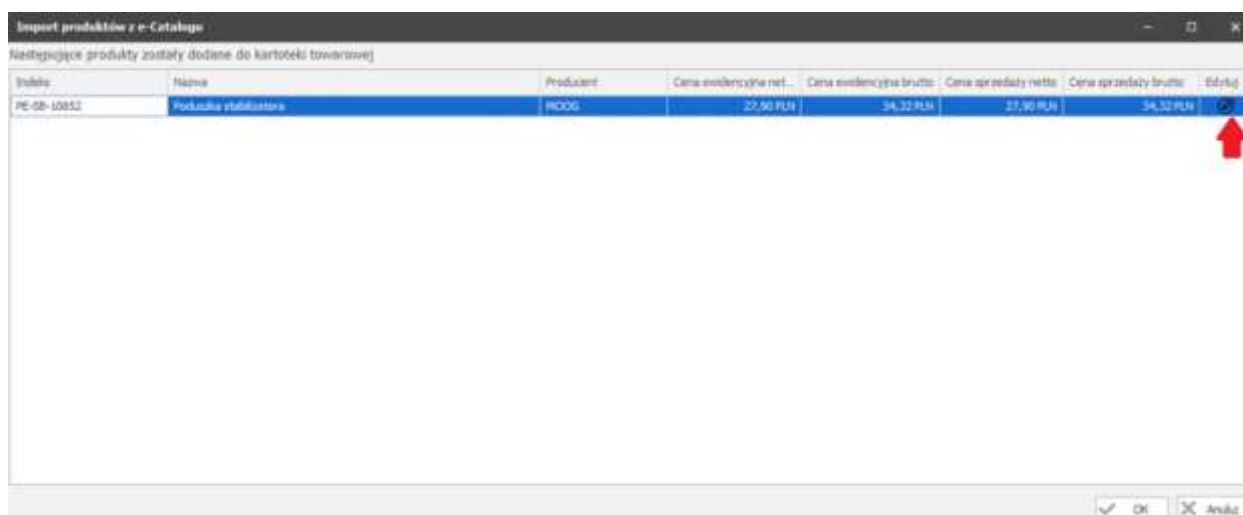 Import produktów z e-Catalogu
Następujące produkty zostały dodane do kartoteki towarowej
Indeks Nazwa Producent Cena ewidencyjna net... Cena ewidencyjna brutto Cena sprzedaży netto Cena sprzedaży brutto Edytuj
PE-SB-10852 Poduszka stabilizatora MOOG 27,90 PLN 34,32 PLN 27,90 PLN 34,32 PLN
OK Anuluj